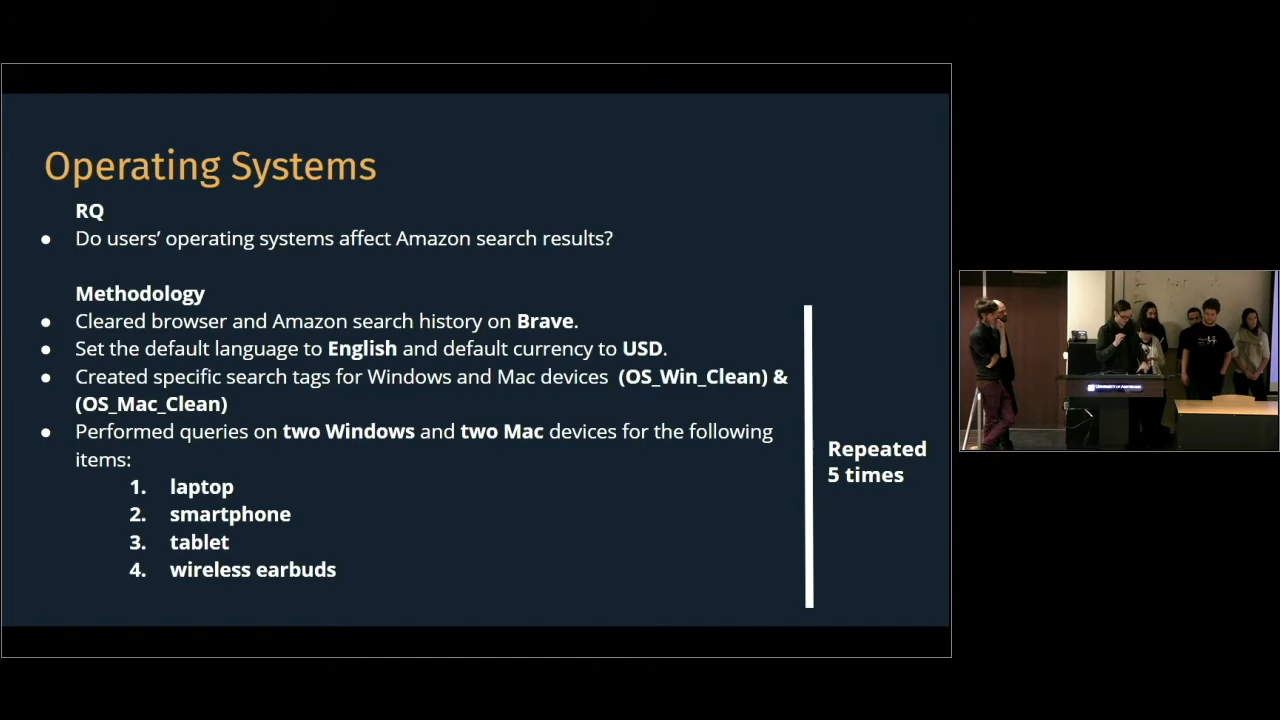 Operating Systems
RQ
● Do users’ operating systems affect Amazon search results?
Methodology
● Cleared browser and Amazon search history on Brave.
● Set the default language to English and default currency to USD.
● Created specific search tags for Windows and Mac devices (OS_Win_Clean) &
(OS_Mac_Clean)
● Performed queries on two Windows and two Mac devices for the following
items:
1. laptop
2. smartphone
3. tablet
4. wireless earbuds
Repeated
5 times
University of Amsterdam